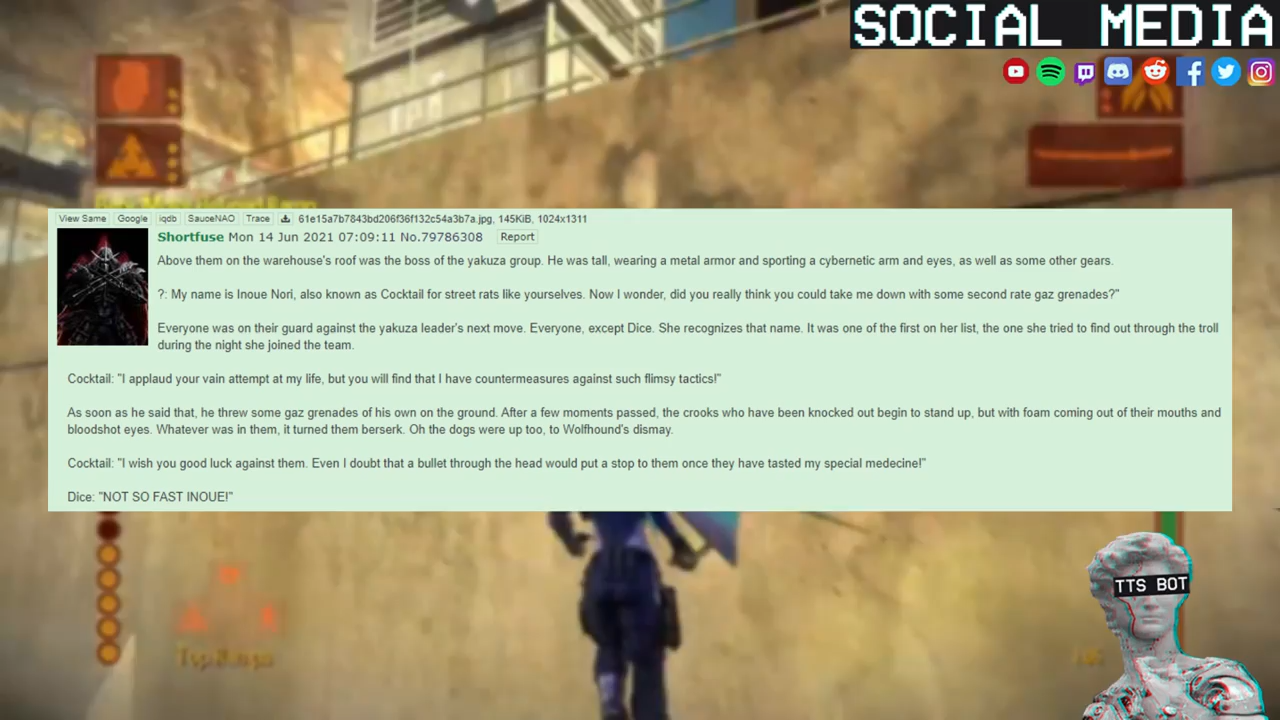 SOCIAL MEDIA
View Same Google iqdb SauceNAO Trace 61e15a7b7843bd206f36f132c54a3b7a.jpg, 145KiB, 1024x1311
Shortfuse Mon 14 Jun 2021 07:09:11 No.79786308 Report
Above them on the warehouse's roof was the boss of the yakuza group. He was tall, wearing a metal armor and sporting a cybernetic arm and eyes, as well as some other gears.
?: My name is Inoue Nori, also known as Cocktail for street rats like yourselves. Now I wonder, did you really think you could take me down with some second rate gaz grenades?"
Everyone was on their guard against the yakuza leader's next move. Everyone, except Dice. She recognizes that name. It was one of the first on her list, the one she tried to find out through the troll
during the night she joined the team.
Cocktail: "I applaud your vain attempt at my life, but you will find that I have countermeasures against such flimsy tactics!"
As soon as he said that, he threw some gaz grenades of his own on the ground. After a few moments passed, the crooks who have been knocked out begin to stand up, but with foam coming out of their mouths and
bloodshot eyes. Whatever was in them, it turned them berserk. Oh the dogs were up too, to Wolfhound's dismay.
Cocktail: "I wish you good luck against them. Even I doubt that a bullet through the head would put a stop to them once they have tasted my special medecine!"
Dice: "NOT SO FAST INOUE!"
TTS BOT